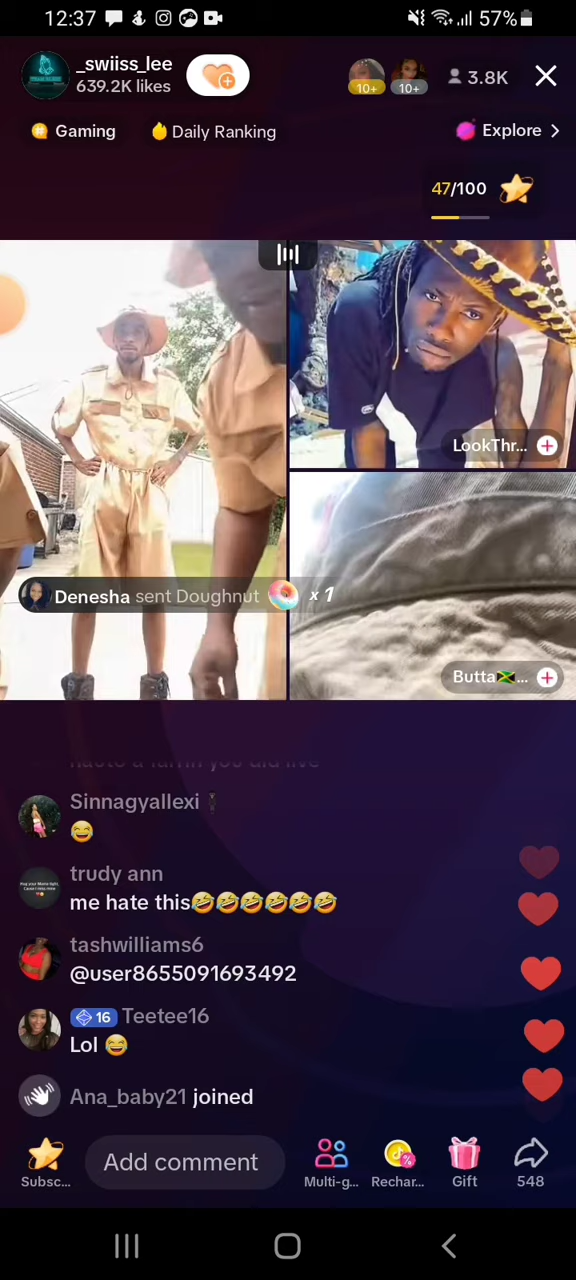 12:37
57%
_swiiss_lee
639.2K likes
10+
10+
3.8K
Gaming
Daily Ranking
Explore
47/100
LookThr...
Denesha sent Doughnut x 1
Butta🇯🇲...
Sinnagyallexi
😂
trudy ann
me hate this🤣🤣🤣🤣🤣🤣
tashwilliams6
@user8655091693492
16 Teetee16
Lol 😂
Ana_baby21 joined
Add comment
Subsc...
Multi-g...
Rechar...
Gift
548